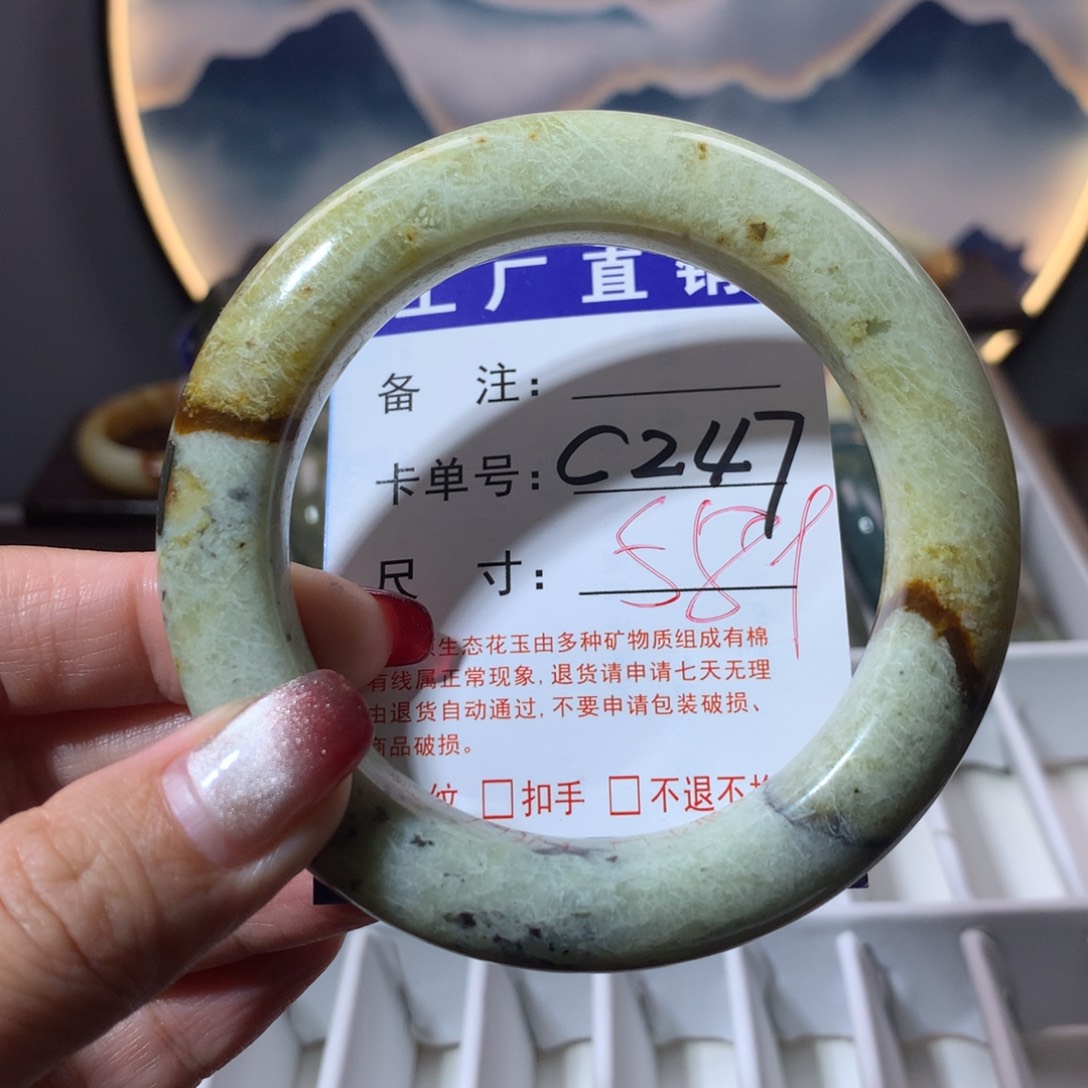 工厂直销
备 注:
卡单号: C247
尺 寸: 589
生态花玉由多种矿物质组成有棉
有线属正常现象,退货请申请七天无理
由退货自动通过,不要申请包装破损、
商品破损。
纹 □扣手 □不退不换